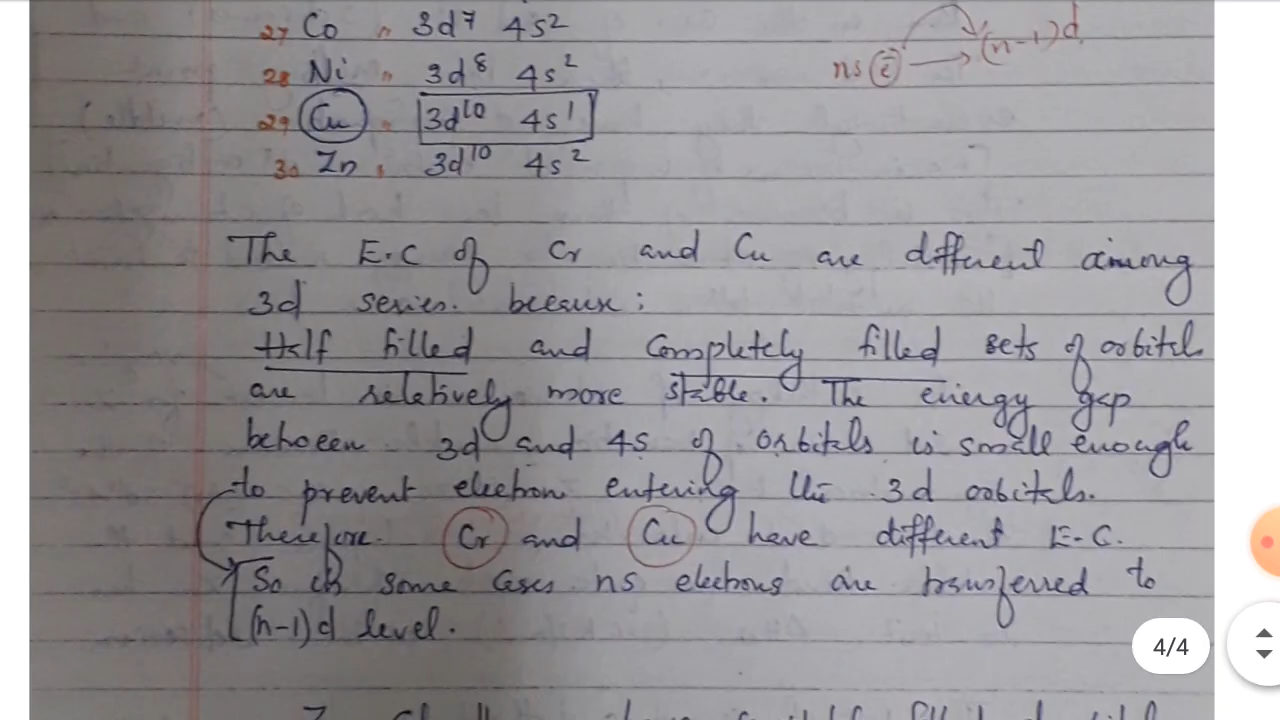 27 Co " 3d7 4s2
ns (e̅) → (n-1)d
28 Ni " 3d8 4s2
29 Cu " 3d10 4s1
30 Zn " 3d10 4s2
The E.C of Cr and Cu are different among
3d series. because :
Half filled and Completely filled sets of orbitals
are relatively more stable. The energy gap
between 3d and 4s of orbitals is small enough
to prevent electron entering the 3d orbitals.
Therefore. Cr and Cu have different E.C.
So in some Cases ns electrons are transferred to
(n-1)d level.
4/4